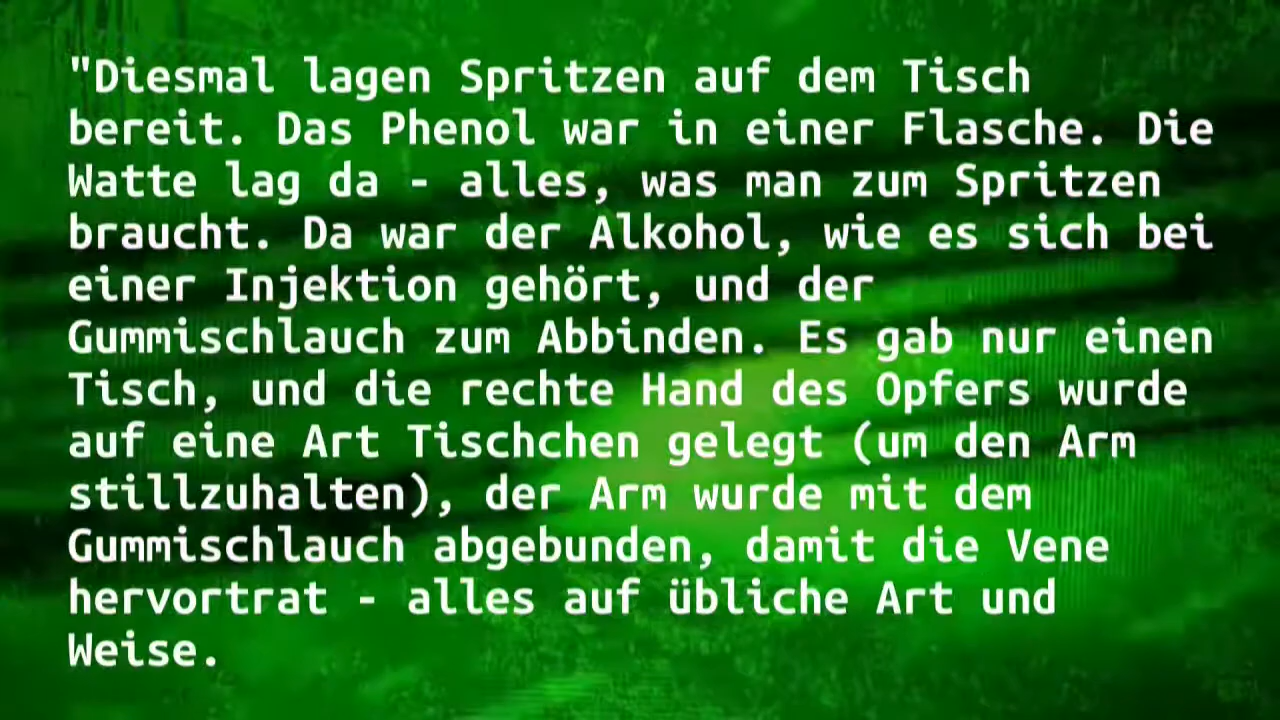 "Diesmal lagen Spritzen auf dem Tisch
bereit. Das Phenol war in einer Flasche. Die
Watte lag da - alles, was man zum Spritzen
braucht. Da war der Alkohol, wie es sich bei
einer Injektion gehört, und der
Gummischlauch zum Abbinden. Es gab nur einen
Tisch, und die rechte Hand des Opfers wurde
auf eine Art Tischchen gelegt (um den Arm
stillzuhalten), der Arm wurde mit dem
Gummischlauch abgebunden, damit die Vene
hervortrat - alles auf übliche Art und
Weise.